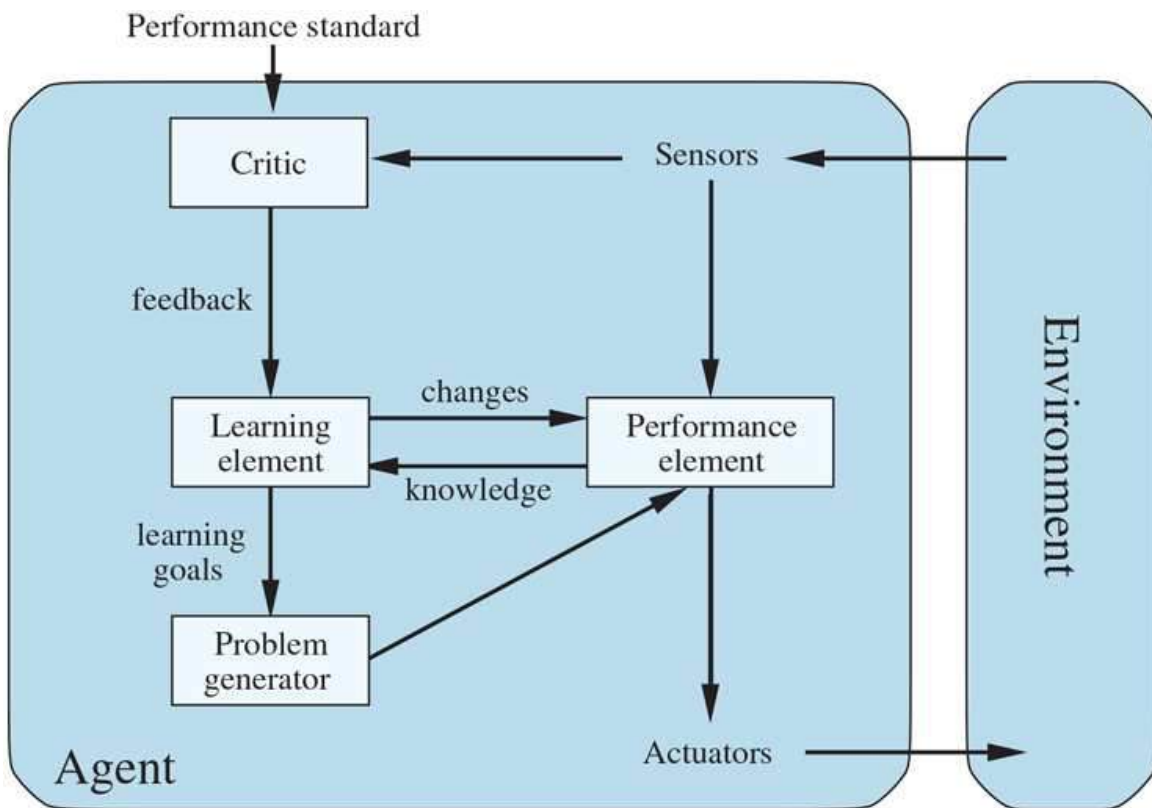 Performance standard
Critic
Sensors
feedback
changes
Learning
element
Performance
element
knowledge
learning
goals
Problem
generator
Actuators
Agent
Environment